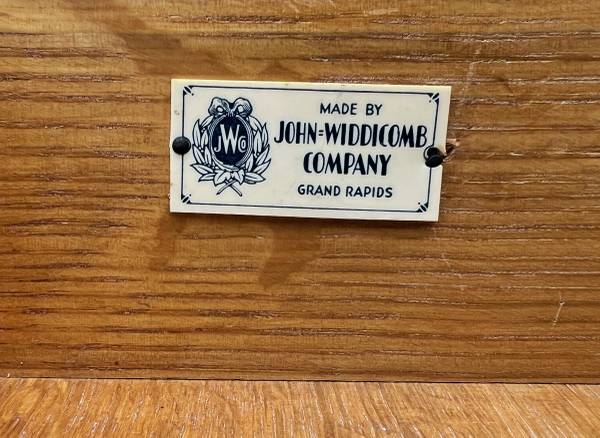 JWCo
MADE BY
JOHN=WIDDICOMB
COMPANY
GRAND RAPIDS